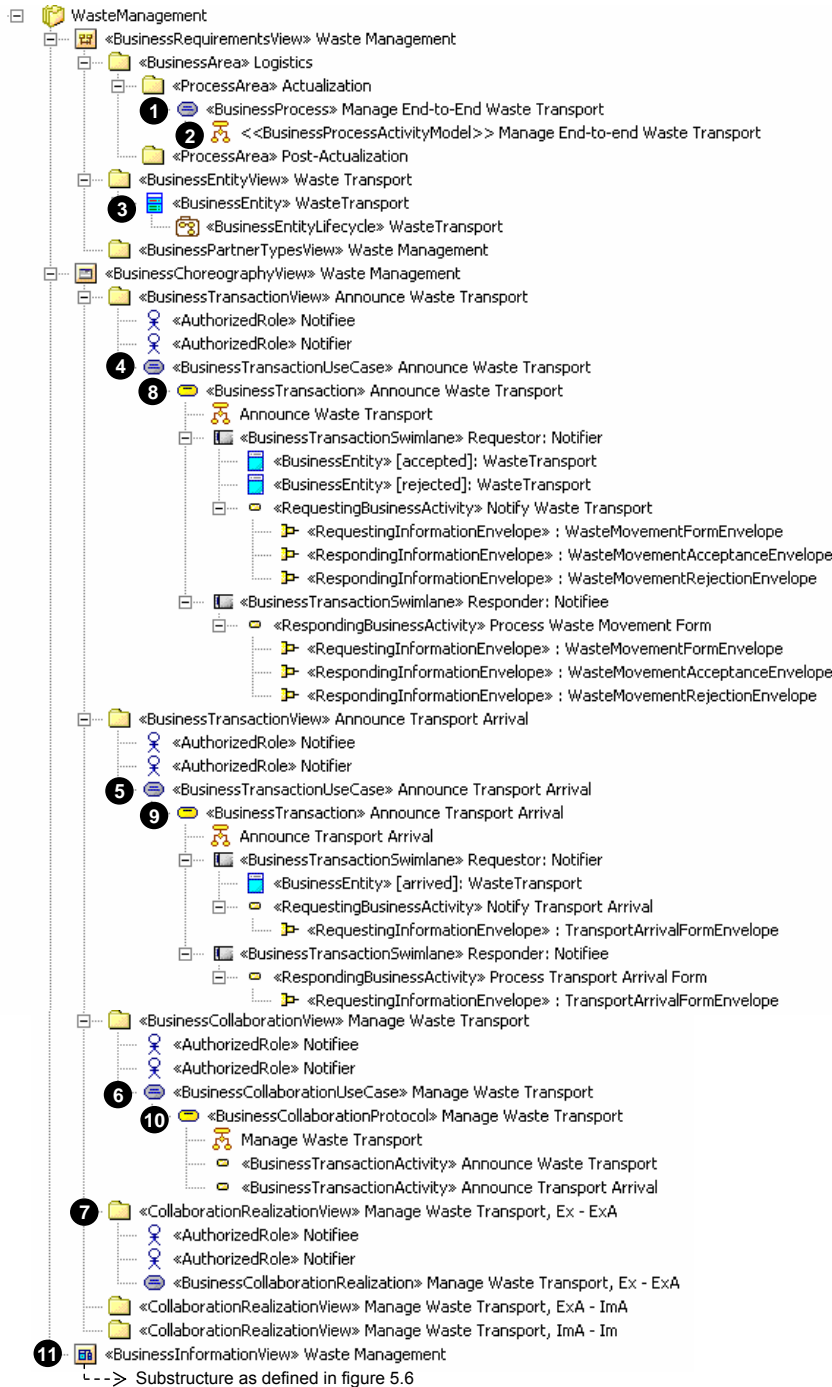 WasteManagement
«BusinessRequirementsView» Waste Management
«BusinessArea» Logistics
«ProcessArea» Actualization
1 «BusinessProcess» Manage End-to-End Waste Transport
2 <<BusinessProcessActivityModel>> Manage End-to-end Waste Transport
«ProcessArea» Post-Actualization
«BusinessEntityView» Waste Transport
3 «BusinessEntity» WasteTransport
«BusinessEntityLifecycle» WasteTransport
«BusinessPartnerTypesView» Waste Management
«BusinessChoreographyView» Waste Management
«BusinessTransactionView» Announce Waste Transport
«AuthorizedRole» Notifiee
«AuthorizedRole» Notifier
4 «BusinessTransactionUseCase» Announce Waste Transport
8 «BusinessTransaction» Announce Waste Transport
Announce Waste Transport
«BusinessTransactionSwimlane» Requestor: Notifier
«BusinessEntity» [accepted]: WasteTransport
«BusinessEntity» [rejected]: WasteTransport
«RequestingBusinessActivity» Notify Waste Transport
«RequestingInformationEnvelope» : WasteMovementFormEnvelope
«RespondingInformationEnvelope» : WasteMovementAcceptanceEnvelope
«RespondingInformationEnvelope» : WasteMovementRejectionEnvelope
«BusinessTransactionSwimlane» Responder: Notifiee
«RespondingBusinessActivity» Process Waste Movement Form
«RequestingInformationEnvelope» : WasteMovementFormEnvelope
«RespondingInformationEnvelope» : WasteMovementAcceptanceEnvelope
«RespondingInformationEnvelope» : WasteMovementRejectionEnvelope
«BusinessTransactionView» Announce Transport Arrival
«AuthorizedRole» Notifiee
«AuthorizedRole» Notifier
5 «BusinessTransactionUseCase» Announce Transport Arrival
9 «BusinessTransaction» Announce Transport Arrival
Announce Transport Arrival
«BusinessTransactionSwimlane» Requestor: Notifier
«BusinessEntity» [arrived]: WasteTransport
«RequestingBusinessActivity» Notify Transport Arrival
«RequestingInformationEnvelope» : TransportArrivalFormEnvelope
«BusinessTransactionSwimlane» Responder: Notifiee
«RespondingBusinessActivity» Process Transport Arrival Form
«RequestingInformationEnvelope» : TransportArrivalFormEnvelope
«BusinessCollaborationView» Manage Waste Transport
«AuthorizedRole» Notifiee
«AuthorizedRole» Notifier
6 «BusinessCollaborationUseCase» Manage Waste Transport
10 «BusinessCollaborationProtocol» Manage Waste Transport
Manage Waste Transport
«BusinessTransactionActivity» Announce Waste Transport
«BusinessTransactionActivity» Announce Transport Arrival
7 «CollaborationRealizationView» Manage Waste Transport, Ex - ExA
«AuthorizedRole» Notifiee
«AuthorizedRole» Notifier
«BusinessCollaborationRealization» Manage Waste Transport, Ex - ExA
«CollaborationRealizationView» Manage Waste Transport, ExA - ImA
«CollaborationRealizationView» Manage Waste Transport, ImA - Im
11 «BusinessInformationView» Waste Management
Substructure as defined in figure 5.6